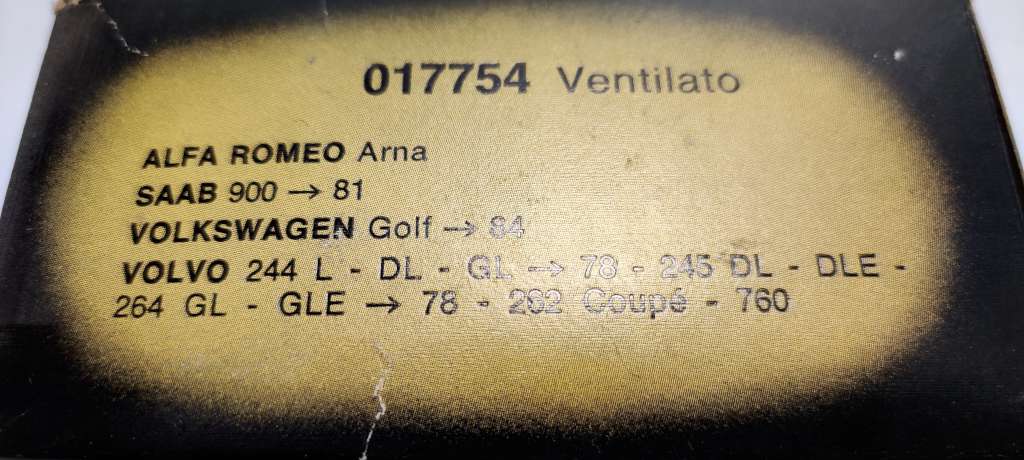 017754 Ventilato
ALFA ROMEO Arna
SAAB 900 → 81
VOLKSWAGEN Golf → 84
VOLVO 244 L - DL - GL → 78 - 245 DL - DLE -
264 GL - GLE → 78 - 262 Coupé - 760